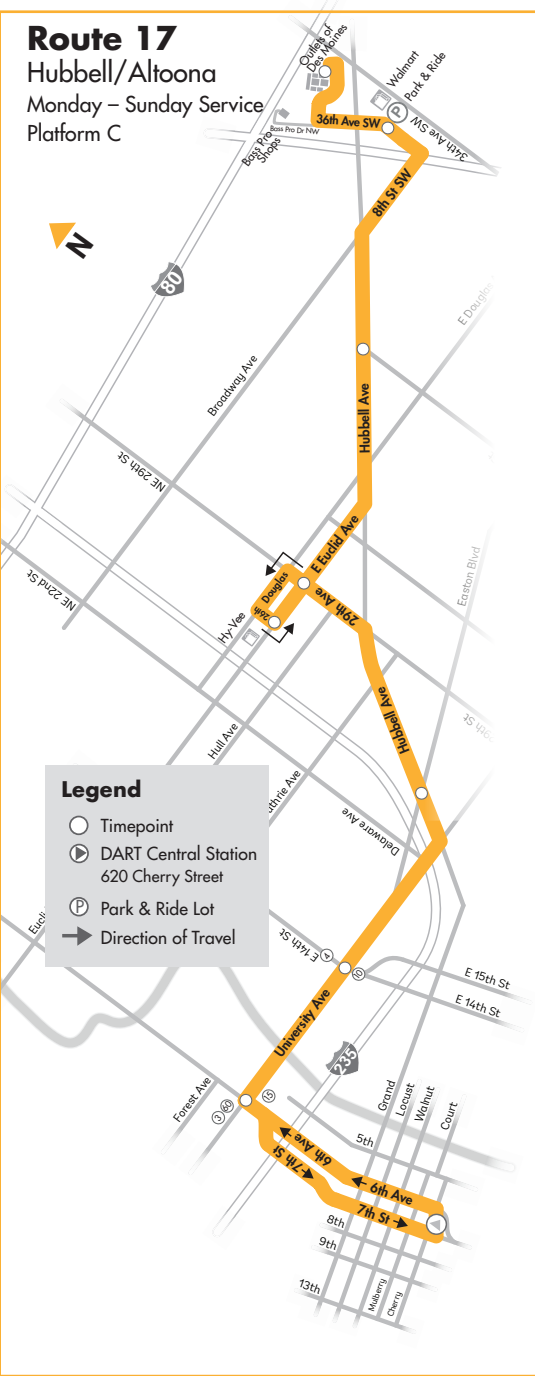 Route 17
Hubbell/Altoona
Monday – Sunday Service
Platform C
Outlets of
Des Moines
Walmart
Park & Ride
P
34th Ave SW
36th Ave SW
Bass Pro Dr NW
Bass Pro
Shops
8th St SW
N
80
E Douglas
Broadway Ave
Hubbell Ave
NE 29th St
E Euclid Ave
NE 22nd St
Douglas
26th
29th Ave
Easton Blvd
Hy-Vee
Hull Ave
Hubbell Ave
Delaware Ave
Legend
Timepoint
DART Central Station
620 Cherry Street
P Park & Ride Lot
Direction of Travel
E 14th St
4
10
E 15th St
E 14th St
University Ave
235
Forest Ave
3
60
15
Grand
Locust
Walnut
Court
5th
6th Ave
7th St
6th Ave
7th St
8th
9th
13th
Mulberry
Cherry